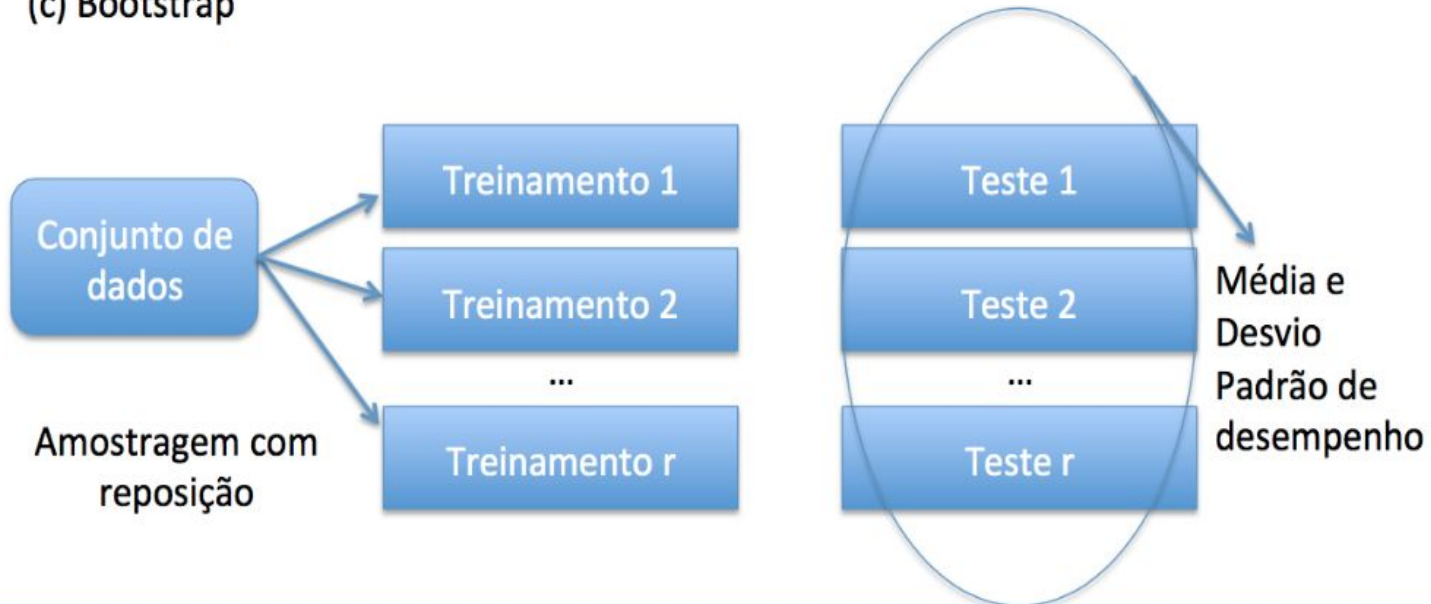 (c) Bootstrap
Treinamento 1
Teste 1
Conjunto de
dados
Treinamento 2
Teste 2
Média e
Desvio
Padrão de
desempenho
...
...
Amostragem com
reposição
Treinamento r
Teste r